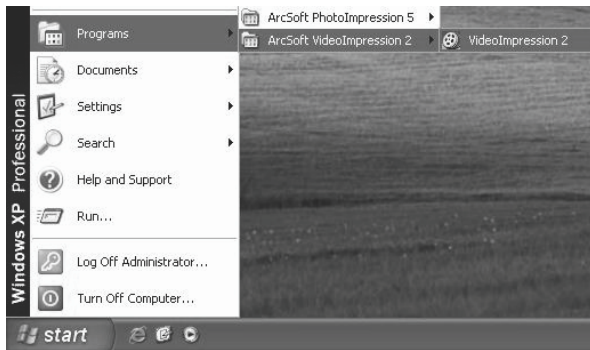 Windows XP Professional
Programs
Documents
Settings
Search
Help and Support
Run...
Log Off Administrator...
Turn Off Computer...
ArcSoft PhotoImpression 5
ArcSoft VideoImpression 2
VideoImpression 2
start